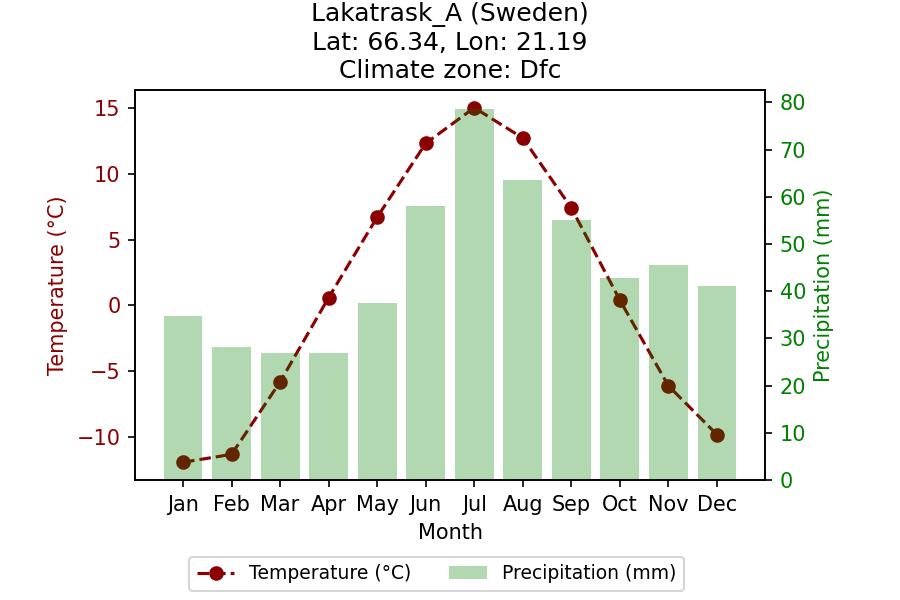 Lakatrask_A (Sweden)
Lat: 66.34, Lon: 21.19
Climate zone: Dfc
15
10
5
0
−5
−10
Temperature (°C)
80
70
60
50
40
30
20
10
0
Precipitation (mm)
Jan Feb Mar Apr May Jun Jul Aug Sep Oct Nov Dec
Month
Temperature (°C) Precipitation (mm)